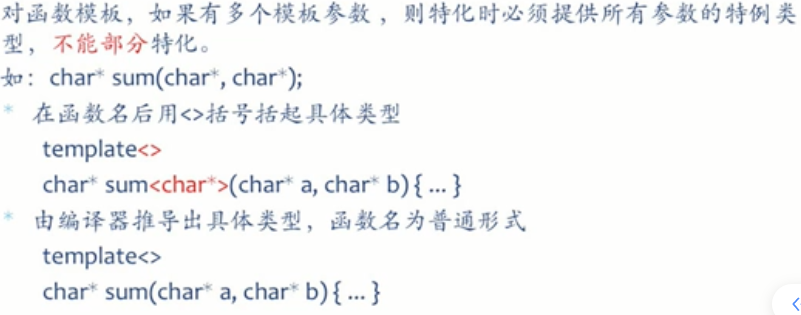 对函数模板，如果有多个模板参数，则特化时必须提供所有参数的特例类
型，不能部分特化。
如：char* sum(char*, char*);
* 在函数名后用<>括号括起具体类型
template<>
char* sum<char*>(char* a, char* b) { ... }
* 由编译器推导出具体类型，函数名为普通形式
template<>
char* sum(char* a, char* b) { ... }